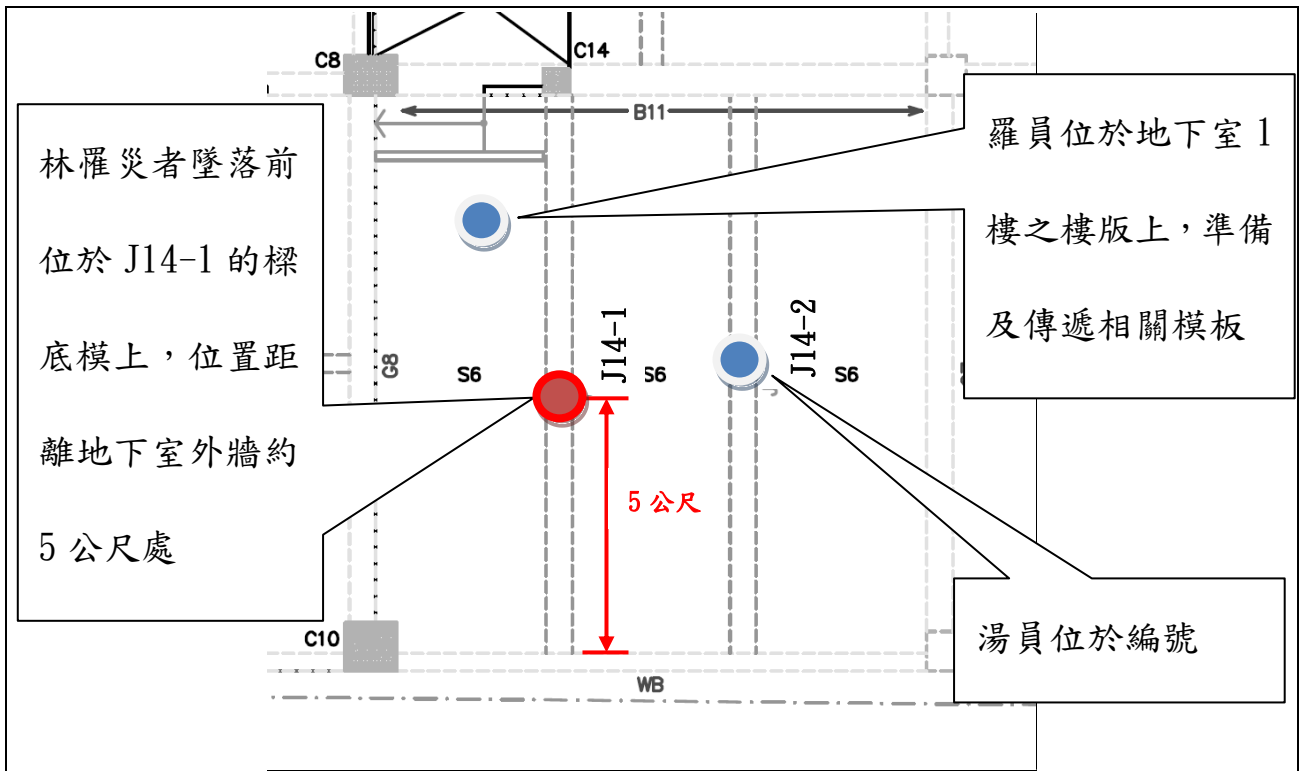 C8
C14
B11
林罹災者墜落前
位於 J14-1 的樑
底模上，位置距
離地下室外牆約
5 公尺處
羅員位於地下室 1
樓之樓版上，準備
及傳遞相關模板
J14-1
J14-2
G8
S6
S6
S6
5 公尺
湯員位於編號
C10
WB